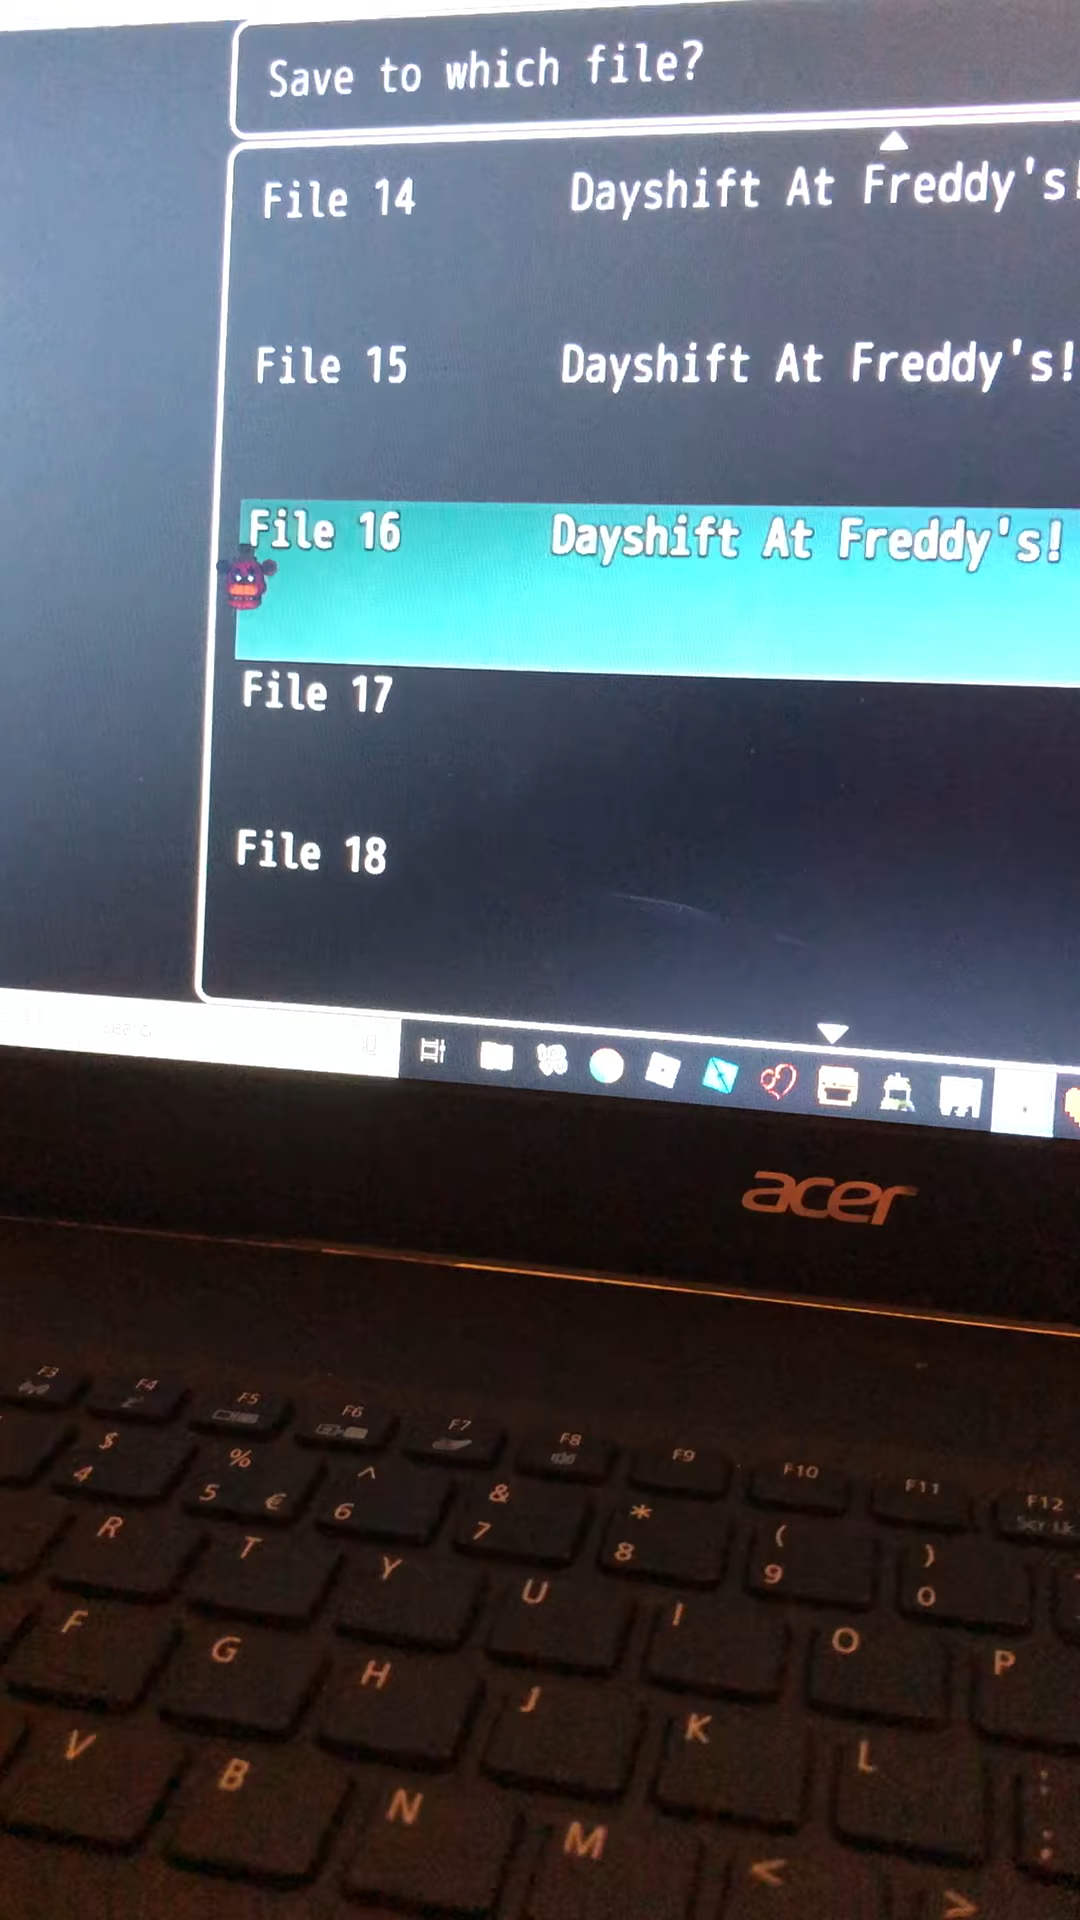 Save to which file?
File 14 Dayshift At Freddy's!
File 15 Dayshift At Freddy's!
File 16 Dayshift At Freddy's!
File 17
File 18
acer
F3 F4 F5 F6 F7 F8 F9 F10 F11 F12
Scr Lk
$ % ^ & * ( )
4 5 € 6 7 8 9 0
R T Y U I O P
F G H J K L : ;
V B N M < >